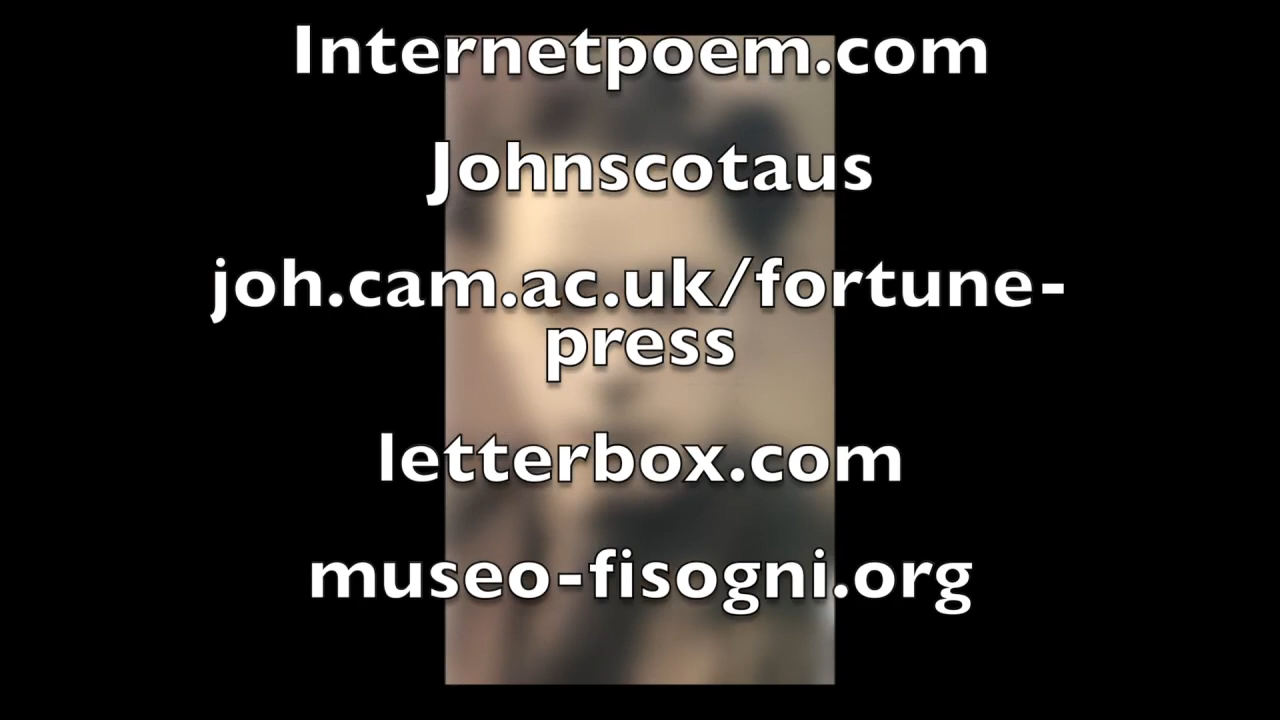 Internetpoem.com
Johnscotaus
joh.cam.ac.uk/fortune-
press
letterbox.com
museo-fisogni.org